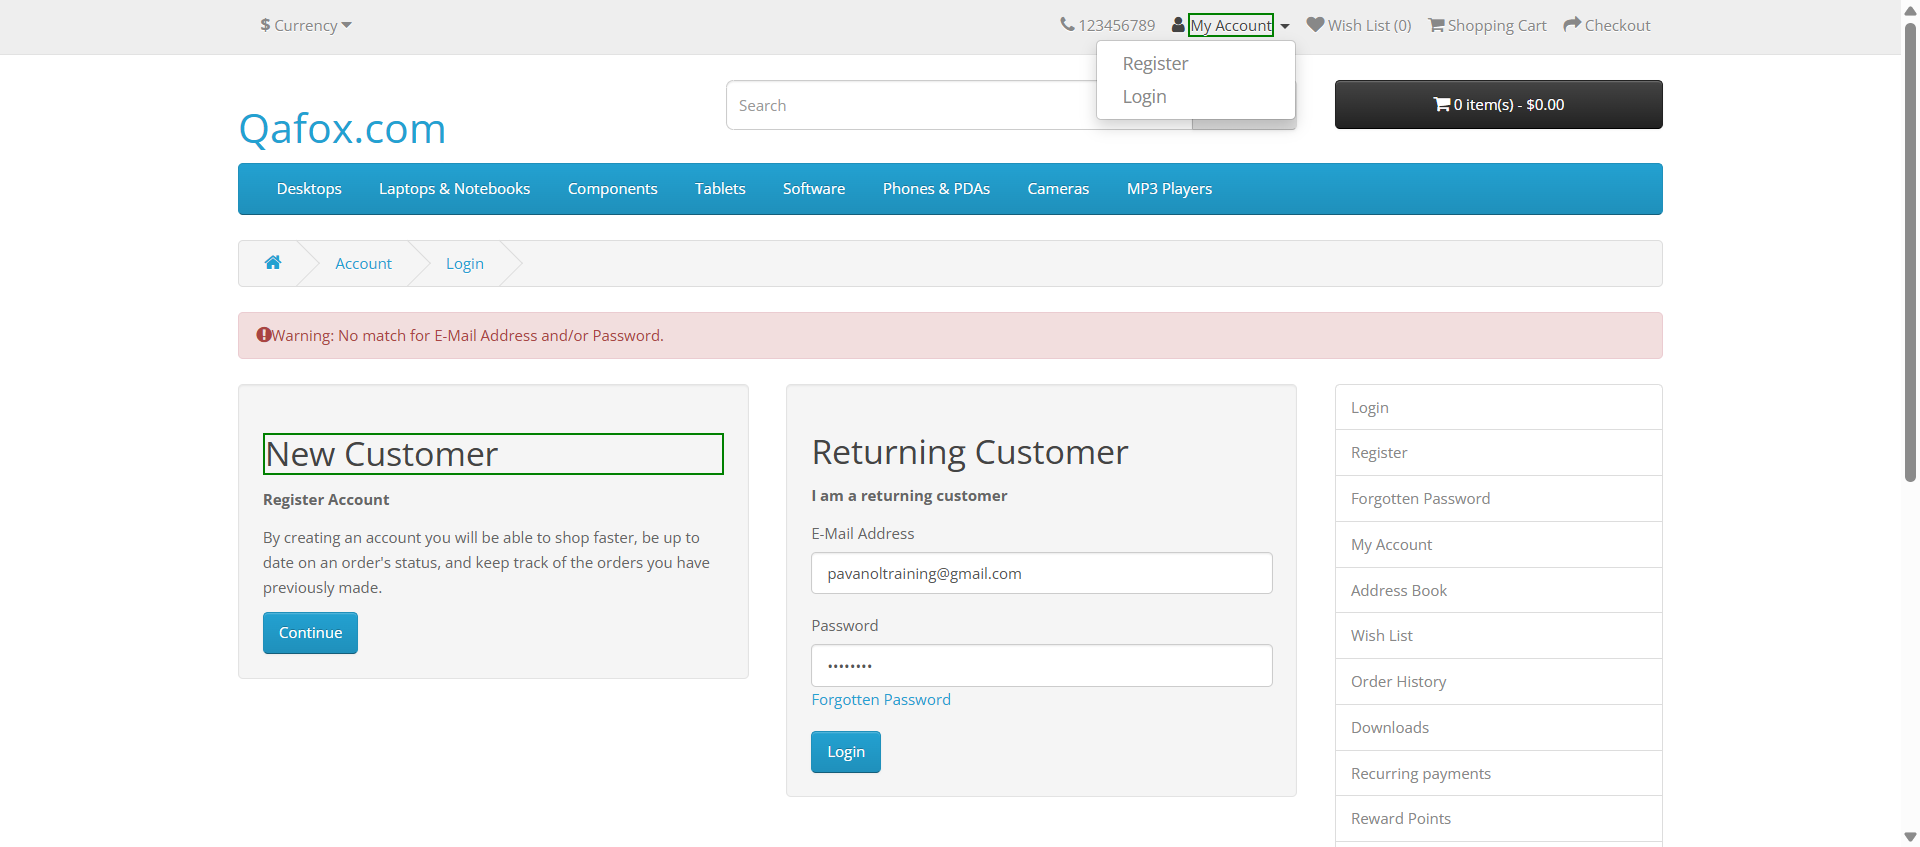 $ Currency
123456789 My Account Wish List (0) Shopping Cart Checkout
Register
Login
Search
0 item(s) - $0.00
Qafox.com
Desktops Laptops & Notebooks Components Tablets Software Phones & PDAs Cameras MP3 Players
Account Login
Warning: No match for E-Mail Address and/or Password.
New Customer
Register Account
By creating an account you will be able to shop faster, be up to
date on an order's status, and keep track of the orders you have
previously made.
Continue
Returning Customer
I am a returning customer
E-Mail Address
pavanoltraining@gmail.com
Password
••••••••
Forgotten Password
Login
Login
Register
Forgotten Password
My Account
Address Book
Wish List
Order History
Downloads
Recurring payments
Reward Points